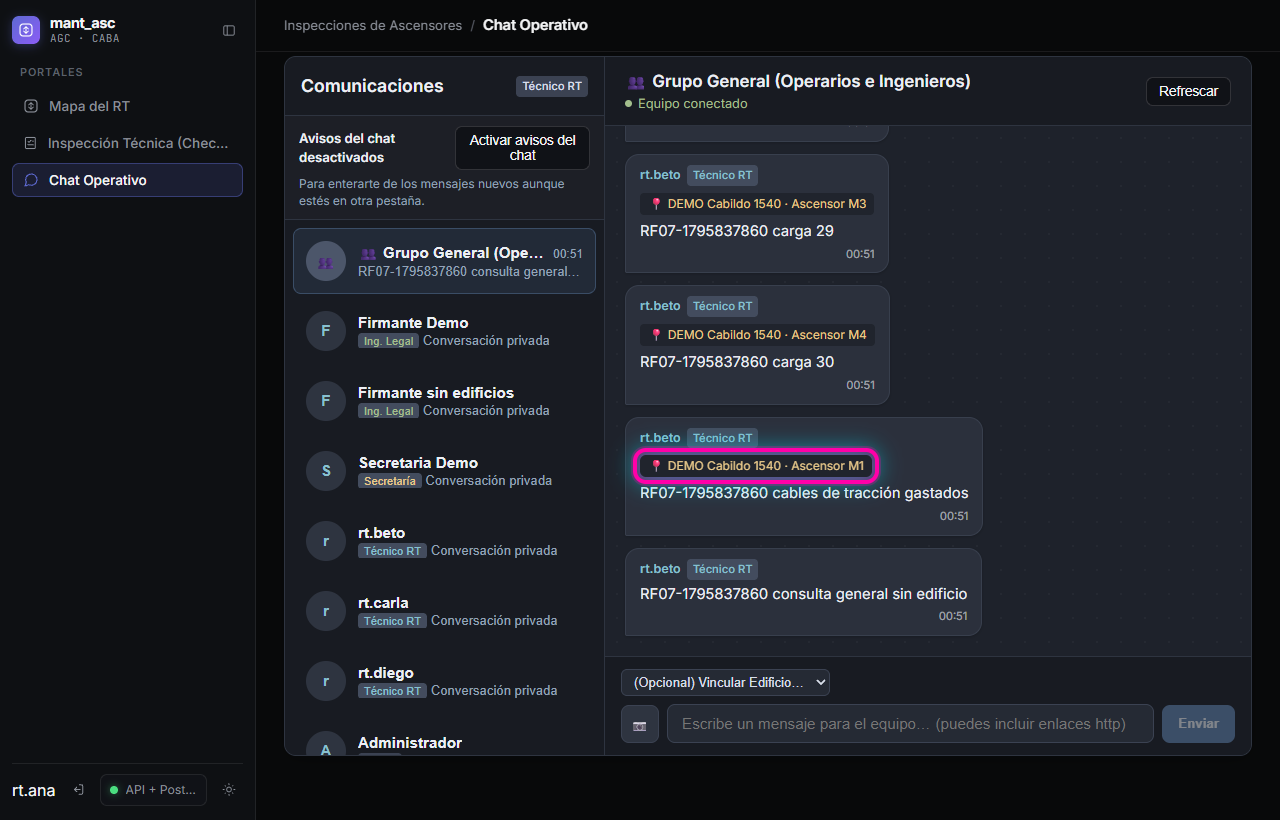 mant_asc
AGC · CABA
PORTALES
Mapa del RT
Inspección Técnica (Chec...
Chat Operativo
rt.ana
API + Post...
Inspecciones de Ascensores / Chat Operativo
Comunicaciones
Técnico RT
Avisos del chat desactivados
Activar avisos del chat
Para enterarte de los mensajes nuevos aunque estés en otra pestaña.
Grupo General (Ope... 00:51
RF07-1795837860 consulta general...
F
Firmante Demo
Ing. Legal Conversación privada
F
Firmante sin edificios
Ing. Legal Conversación privada
S
Secretaria Demo
Secretaría Conversación privada
r
rt.beto
Técnico RT Conversación privada
r
rt.carla
Técnico RT Conversación privada
r
rt.diego
Técnico RT Conversación privada
A
Administrador
Grupo General (Operarios e Ingenieros)
Equipo conectado
Refrescar
rt.beto Técnico RT
DEMO Cabildo 1540 · Ascensor M3
RF07-1795837860 carga 29
00:51
rt.beto Técnico RT
DEMO Cabildo 1540 · Ascensor M4
RF07-1795837860 carga 30
00:51
rt.beto Técnico RT
DEMO Cabildo 1540 · Ascensor M1
RF07-1795837860 cables de tracción gastados
00:51
rt.beto Técnico RT
RF07-1795837860 consulta general sin edificio
00:51
(Opcional) Vincular Edificio...
Escribe un mensaje para el equipo... (puedes incluir enlaces http)
Enviar